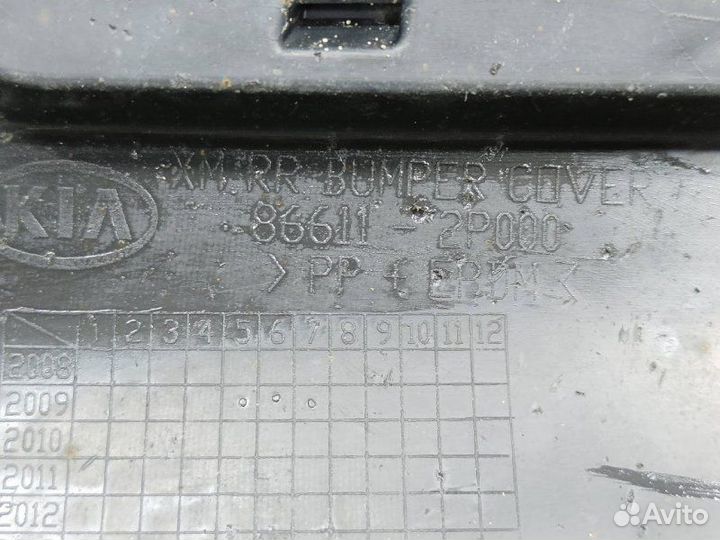 KIA
XM RR BUMPER COVER
86611 - 2P000
>PP + EPDM<
1 2 3 4 5 6 7 8 9 10 11 12
2008
2009
2010
2011
2012
Avito